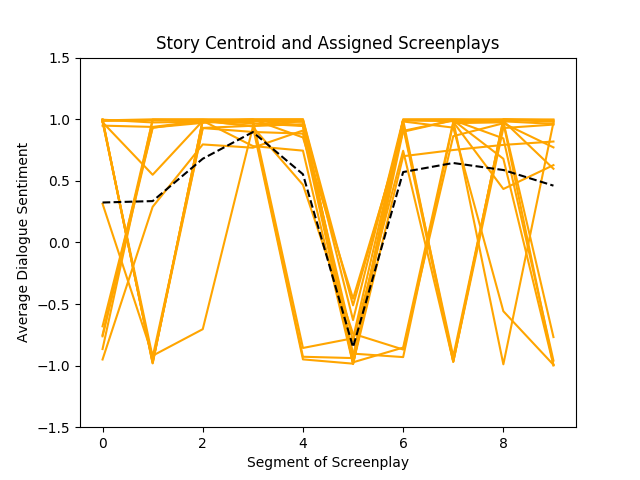 Story Centroid and Assigned Screenplays
1.5
1.0
0.5
0.0
−0.5
−1.0
−1.5
Average Dialogue Sentiment
0 2 4 6 8
Segment of Screenplay